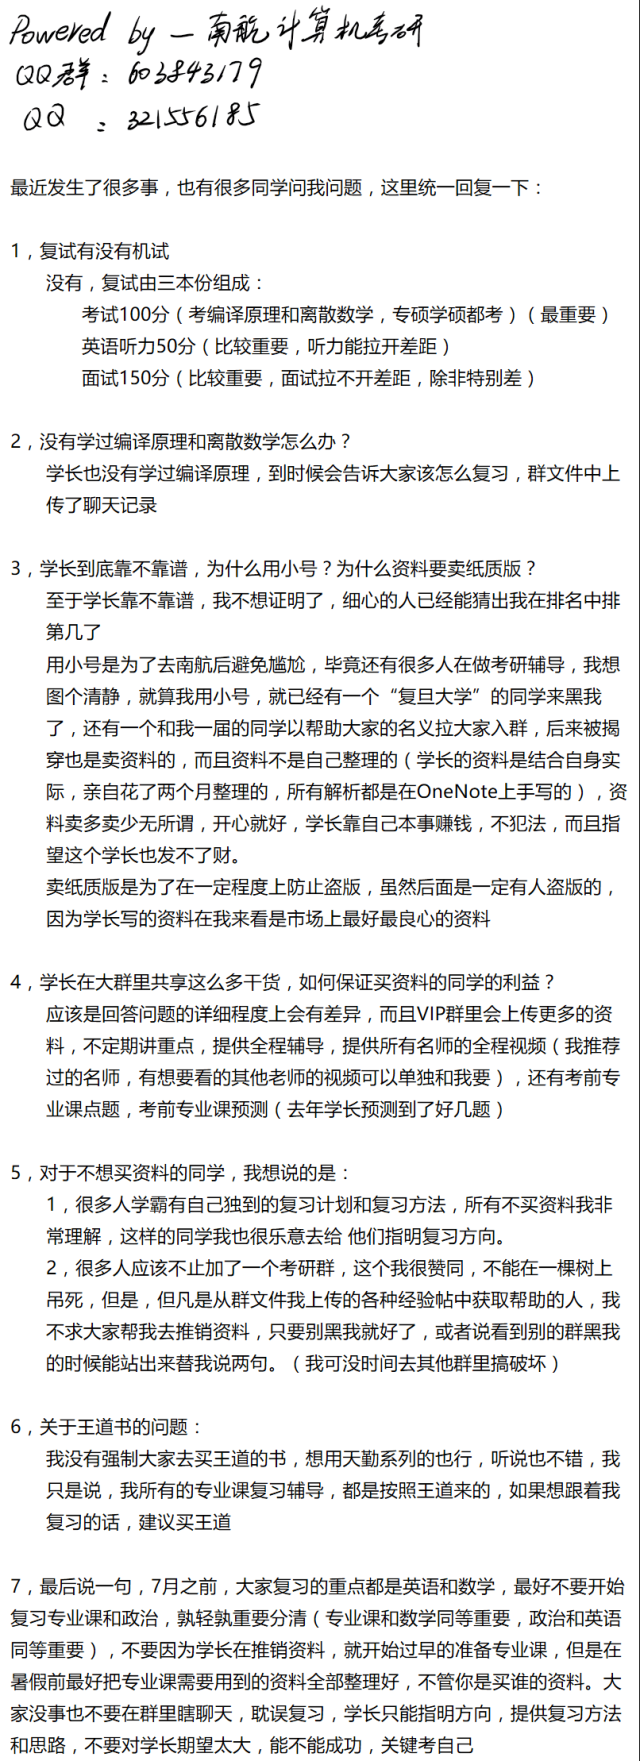 Powered by — 南航计算机考研
QQ群：603843179
QQ ：321556185
最近发生了很多事，也有很多同学问我问题，这里统一回复一下：
1，复试有没有机试
没有，复试由三本份组成：
考试100分（考编译原理和离散数学，专硕学硕都考）（最重要）
英语听力50分（比较重要，听力能拉开差距）
面试150分（比较重要，面试拉不开差距，除非特别差）
2，没有学过编译原理和离散数学怎么办？
学长也没有学过编译原理，到时候会告诉大家该怎么复习，群文件中上
传了聊天记录
3，学长到底靠不靠谱，为什么用小号？为什么资料要卖纸质版？
至于学长靠不靠谱，我不想证明了，细心的人已经能猜出我在排名中排
第几了
用小号是为了去南航后避免尴尬，毕竟还有很多人在做考研辅导，我想
图个清静，就算我用小号，就已经有一个“复旦大学”的同学来黑我
了，还有一个和我一届的同学以帮助大家的名义拉大家入群，后来被揭
穿也是卖资料的，而且资料不是自己整理的（学长的资料是结合自身实
际，亲自花了两个月整理的，所有解析都是在OneNote上手写的），资
料卖多卖少无所谓，开心就好，学长靠自己本事赚钱，不犯法，而且指
望这个学长也发不了财。
卖纸质版是为了在一定程度上防止盗版，虽然后面是一定有人盗版的，
因为学长写的资料在我来看是市场上最好最良心的资料
4，学长在大群里共享这么多干货，如何保证买资料的同学的利益？
应该是回答问题的详细程度上会有差异，而且VIP群里会上传更多的资
料，不定期讲重点，提供全程辅导，提供所有名师的全程视频（我推荐
过的名师，有想要看的其他老师的视频可以单独和我要），还有考前专
业课点题，考前专业课预测（去年学长预测到了好几题）
5，对于不想买资料的同学，我想说的是：
1，很多人学霸有自己独到的复习计划和复习方法，所有不买资料我非
常理解，这样的同学我也很乐意去给 他们指明复习方向。
2，很多人应该不止加了一个考研群，这个我很赞同，不能在一棵树上
吊死，但是，但凡是从群文件我上传的各种经验帖中获取帮助的人，我
不求大家帮我去推销资料，只要别黑我就好了，或者说看到别的群黑我
的时候能站出来替我说两句。（我可没时间去其他群里搞破坏）
6，关于王道书的问题：
我没有强制大家去买王道的书，想用天勤系列的也行，听说也不错，我
只是说，我所有的专业课复习辅导，都是按照王道来的，如果想跟着我
复习的话，建议买王道
7，最后说一句，7月之前，大家复习的重点都是英语和数学，最好不要开始
复习专业课和政治，孰轻孰重要分清（专业课和数学同等重要，政治和英语
同等重要），不要因为学长在推销资料，就开始过早的准备专业课，但是在
暑假前最好把专业课需要用到的资料全部整理好，不管你是买谁的资料。大
家没事也不要在群里瞎聊天，耽误复习，学长只能指明方向，提供复习方法
和思路，不要对学长期望太大，能不能成功，关键考自己